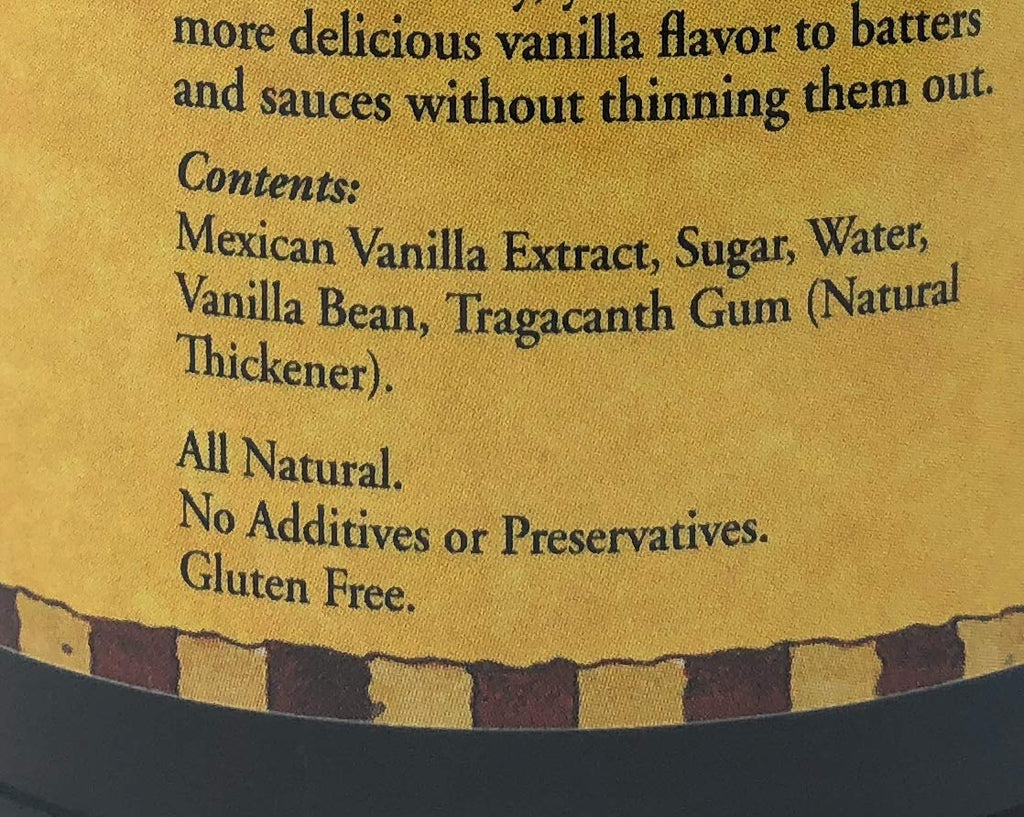 more delicious vanilla flavor to batters
and sauces without thinning them out.
Contents:
Mexican Vanilla Extract, Sugar, Water,
Vanilla Bean, Tragacanth Gum (Natural
Thickener).
All Natural.
No Additives or Preservatives.
Gluten Free.